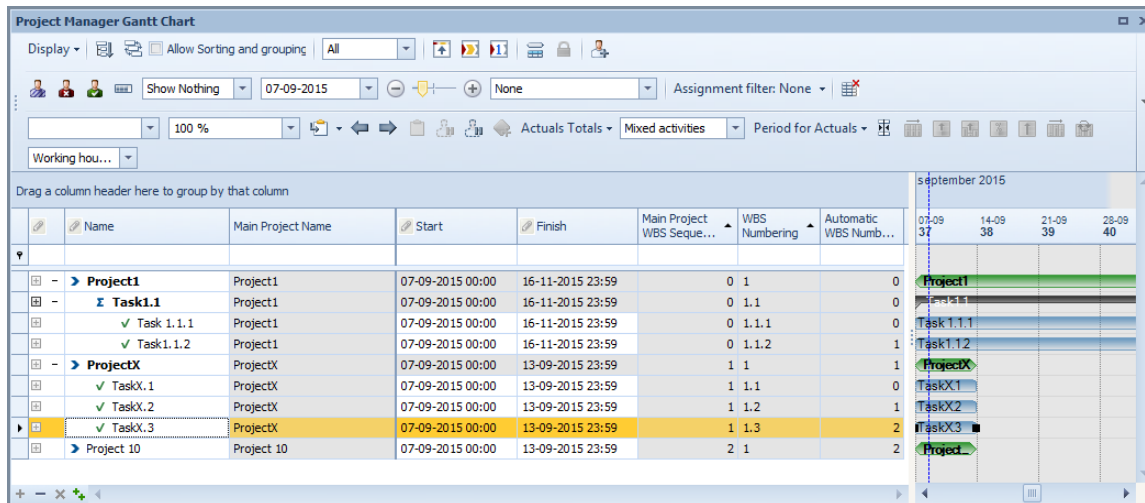 Project Manager Gantt Chart
Display Allow Sorting and grouping All
Show Nothing 07-09-2015 None Assignment filter: None
100 % Actuals Totals Mixed activities Period for Actuals
Working hou...
Drag a column header here to group by that column september 2015
Name Main Project Name Start Finish Main Project WBS Seque... WBS Numbering Automatic WBS Numb... 07-09 37 14-09 38 21-09 39 28-09 40
Project1 Project1 07-09-2015 00:00 16-11-2015 23:59 0 1 0 Project1
Σ Task1.1 Project1 07-09-2015 00:00 16-11-2015 23:59 0 1.1 0 Task1.1
Task 1.1.1 Project1 07-09-2015 00:00 16-11-2015 23:59 0 1.1.1 0 Task 1.1.1
Task1.1.2 Project1 07-09-2015 00:00 16-11-2015 23:59 0 1.1.2 1 Task1.1.2
ProjectX ProjectX 07-09-2015 00:00 13-09-2015 23:59 1 1 1 ProjectX
TaskX.1 ProjectX 07-09-2015 00:00 13-09-2015 23:59 1 1.1 0 TaskX.1
TaskX.2 ProjectX 07-09-2015 00:00 13-09-2015 23:59 1 1.2 1 TaskX.2
TaskX.3 ProjectX 07-09-2015 00:00 13-09-2015 23:59 1 1.3 2 TaskX.3
Project 10 Project 10 07-09-2015 00:00 13-09-2015 23:59 2 1 2 Project...